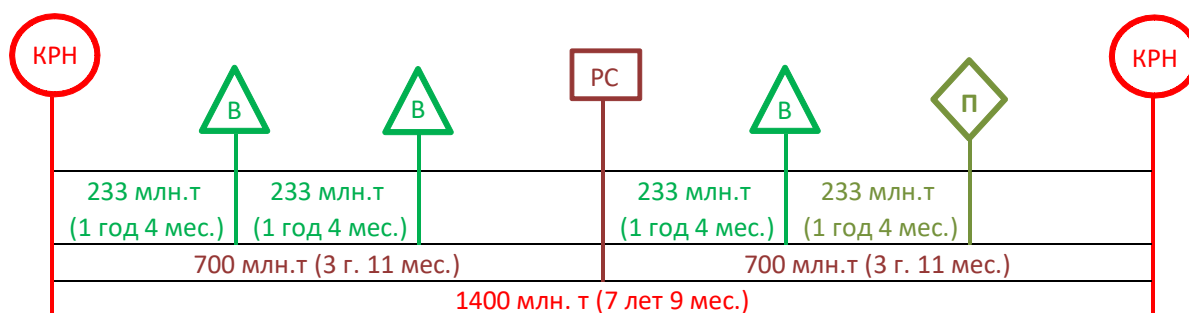 КРН
КРН
РС
В
В
В
П
233 млн.т
(1 год 4 мес.)
233 млн.т
(1 год 4 мес.)
233 млн.т
(1 год 4 мес.)
233 млн.т
(1 год 4 мес.)
700 млн.т (3 г. 11 мес.)
700 млн.т (3 г. 11 мес.)
1400 млн. т (7 лет 9 мес.)